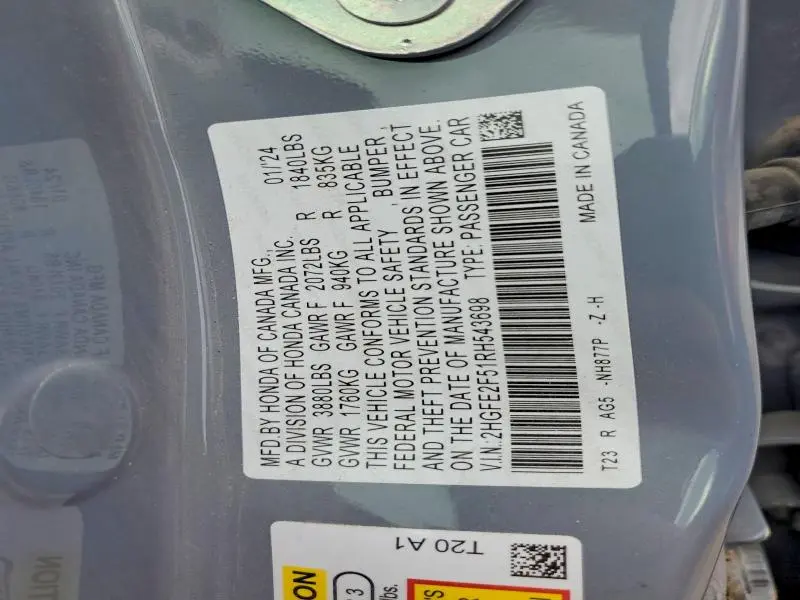 MFD.BY HONDA OF CANADA MFG., 01/'24
A DIVISION OF HONDA CANADA INC.
GVWR 3880LBS GAWR F 2072LBS R 1840LBS
GVWR 1760KG GAWR F 940KG R 835KG
THIS VEHICLE CONFORMS TO ALL APPLICABLE
FEDERAL MOTOR VEHICLE SAFETY , BUMPER ,
AND THEFT PREVENTION STANDARDS IN EFFECT
ON THE DATE OF MANUFACTURE SHOWN ABOVE.
V.I.N.:2HGFE2F51RH543698 TYPE: PASSENGER CAR
T23 R AG5 -NH877P -Z -H MADE IN CANADA
T20 A1